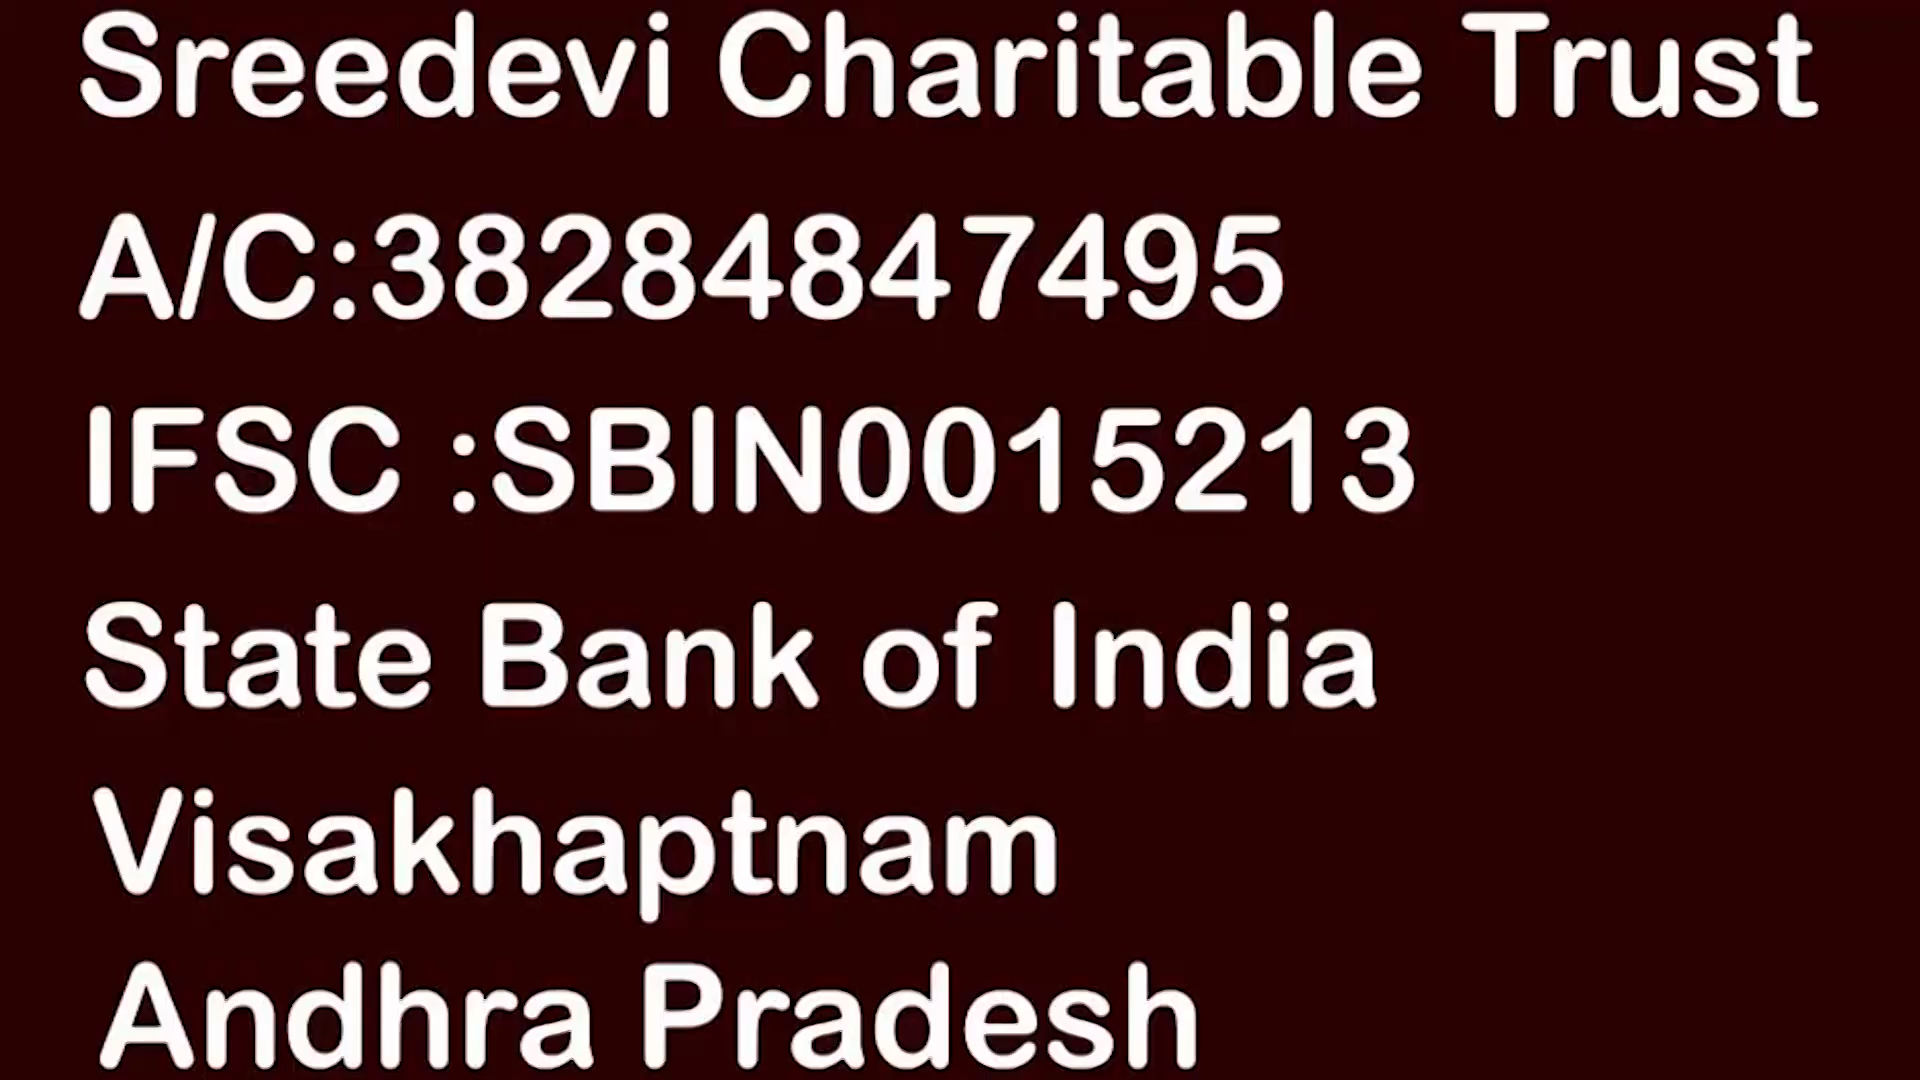 Sreedevi Charitable Trust
A/C:38284847495
IFSC :SBIN0015213
State Bank of India
Visakhaptnam
Andhra Pradesh